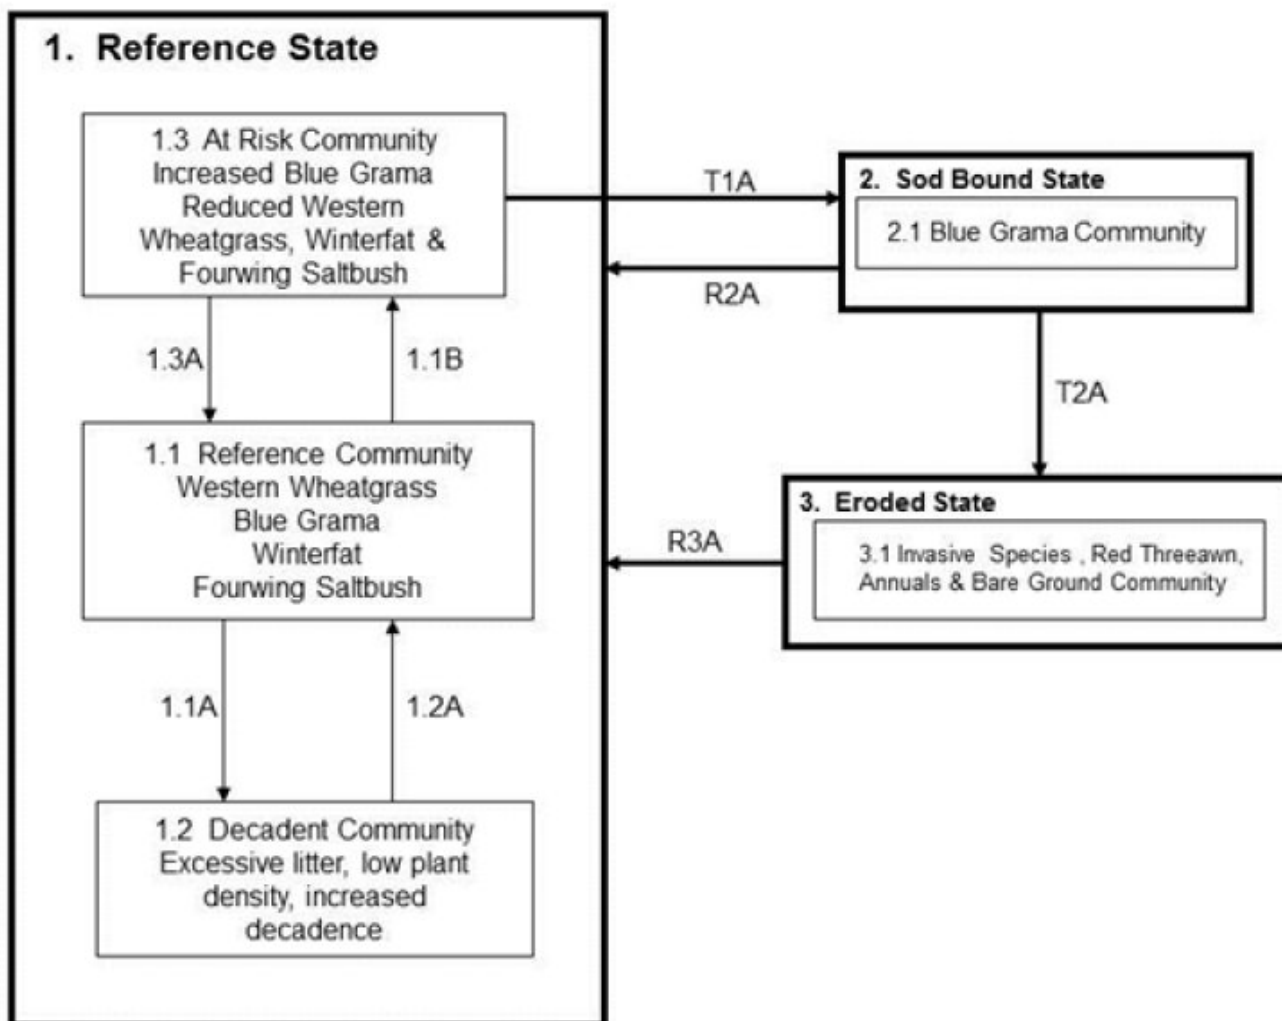 1. Reference State
1.3 At Risk Community
Increased Blue Grama
Reduced Western
Wheatgrass, Winterfat &
Fourwing Saltbush
T1A
2. Sod Bound State
2.1 Blue Grama Community
R2A
1.3A
1.1B
T2A
1.1 Reference Community
Western Wheatgrass
Blue Grama
Winterfat
Fourwing Saltbush
R3A
3. Eroded State
3.1 Invasive Species , Red Threeawn,
Annuals & Bare Ground Community
1.1A
1.2A
1.2 Decadent Community
Excessive litter, low plant
density, increased
decadence